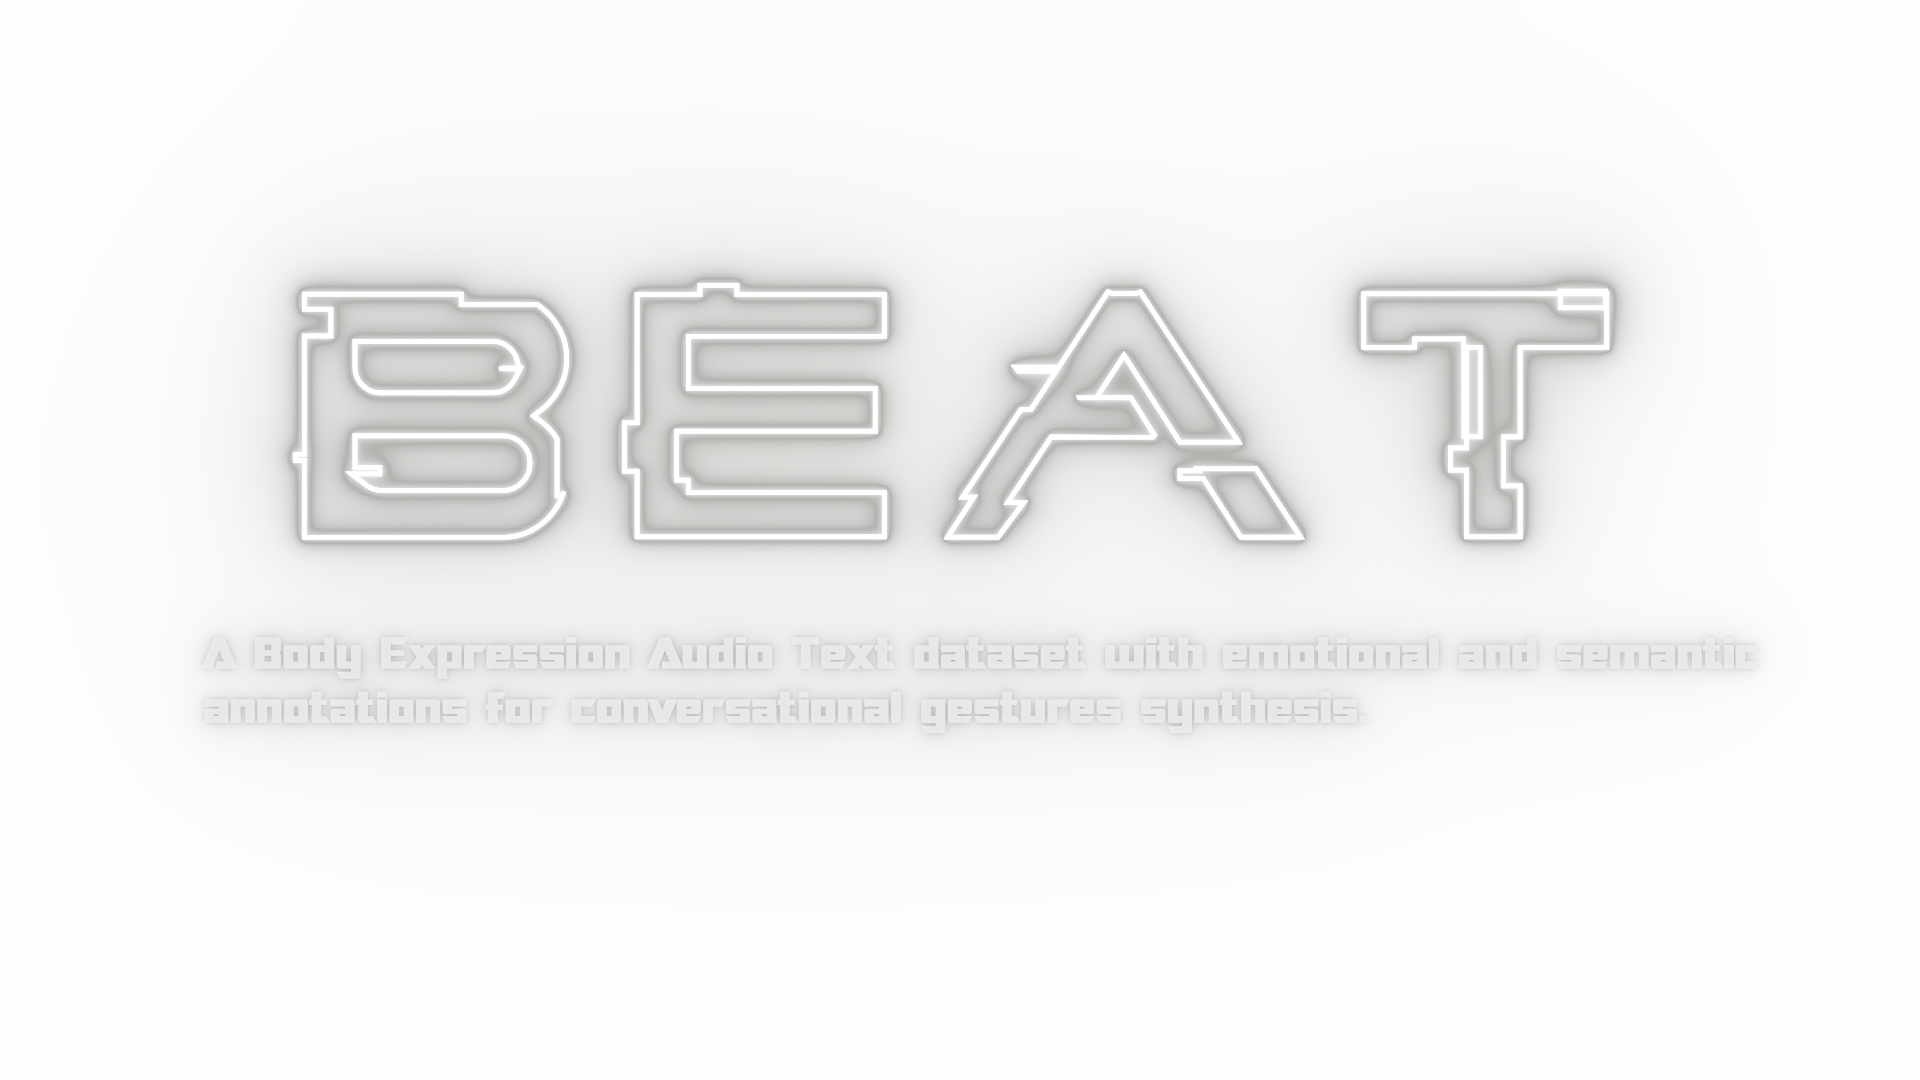 BEAT
A Body Expression Audio Text dataset with emotional and semantic
annotations for conversational gestures synthesis.